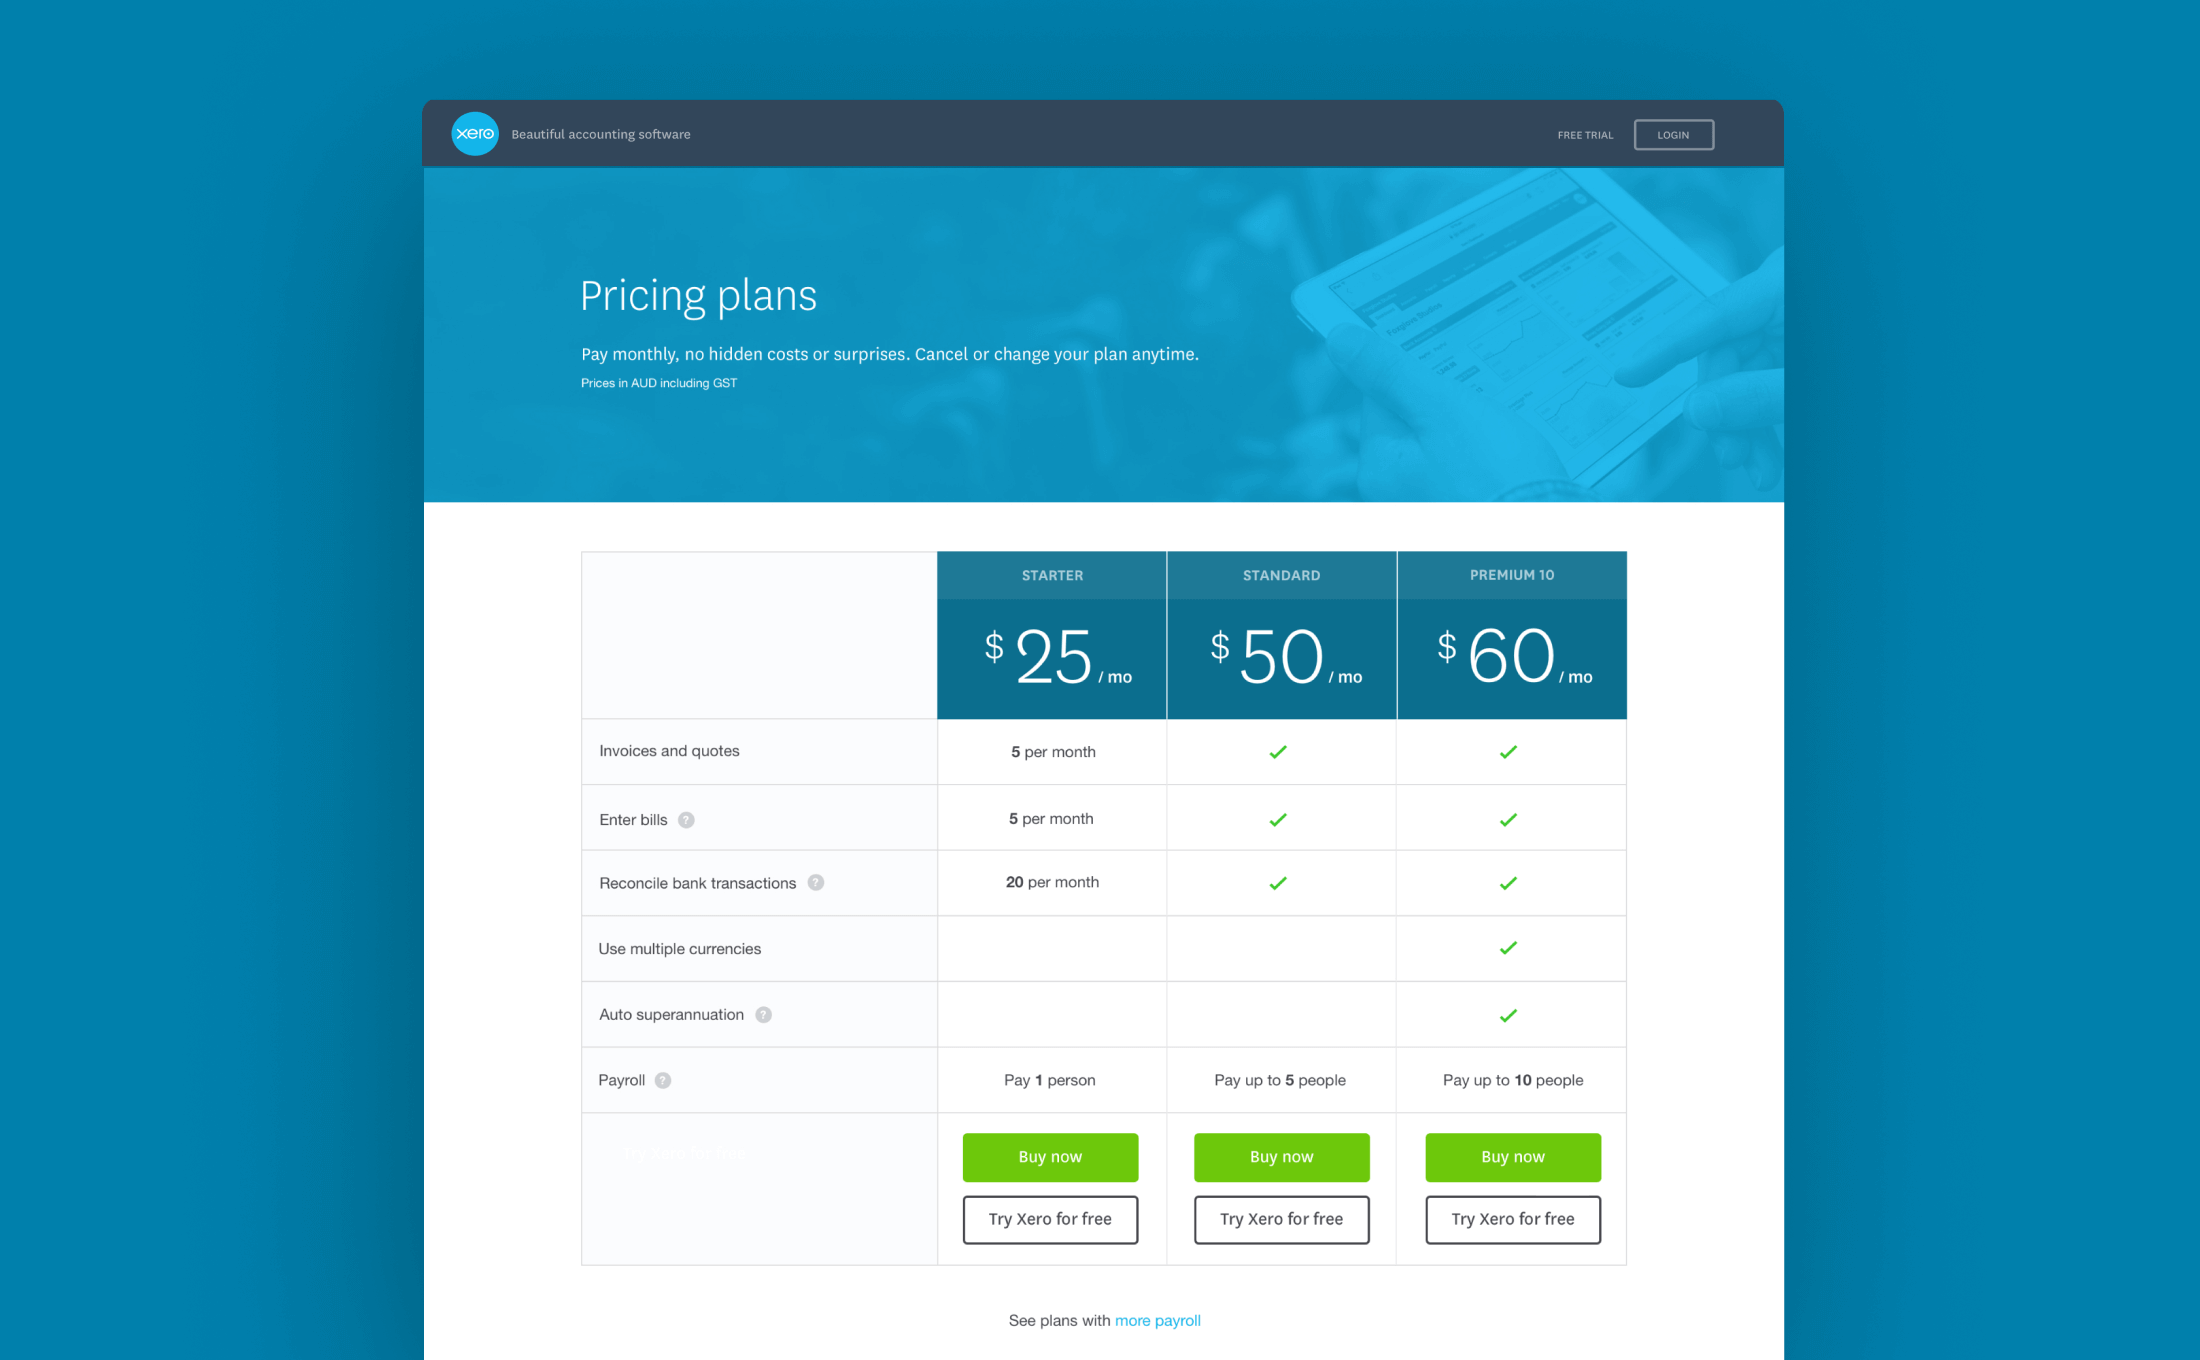 xero
Beautiful accounting software
FREE TRIAL
LOGIN
Pricing plans
Pay monthly, no hidden costs or surprises. Cancel or change your plan anytime.
Prices in AUD including GST
STARTER
STANDARD
PREMIUM 10
$ 25 / mo
$ 50 / mo
$ 60 / mo
Invoices and quotes
5 per month
Enter bills ?
5 per month
Reconcile bank transactions ?
20 per month
Use multiple currencies
Auto superannuation ?
Payroll ?
Pay 1 person
Pay up to 5 people
Pay up to 10 people
Buy now
Buy now
Buy now
Try Xero for free
Try Xero for free
Try Xero for free
See plans with more payroll